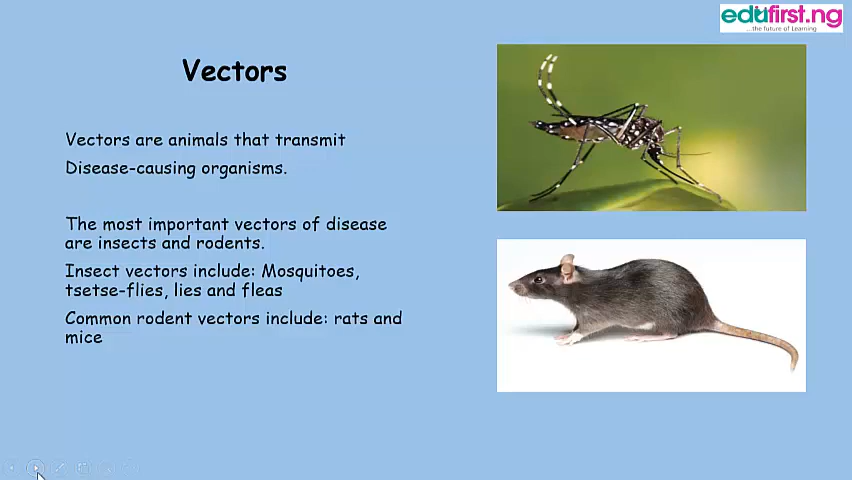 edufirst.ng
...the future of Learning
Vectors
Vectors are animals that transmit
Disease-causing organisms.
The most important vectors of disease
are insects and rodents.
Insect vectors include: Mosquitoes,
tsetse-flies, lies and fleas
Common rodent vectors include: rats and
mice